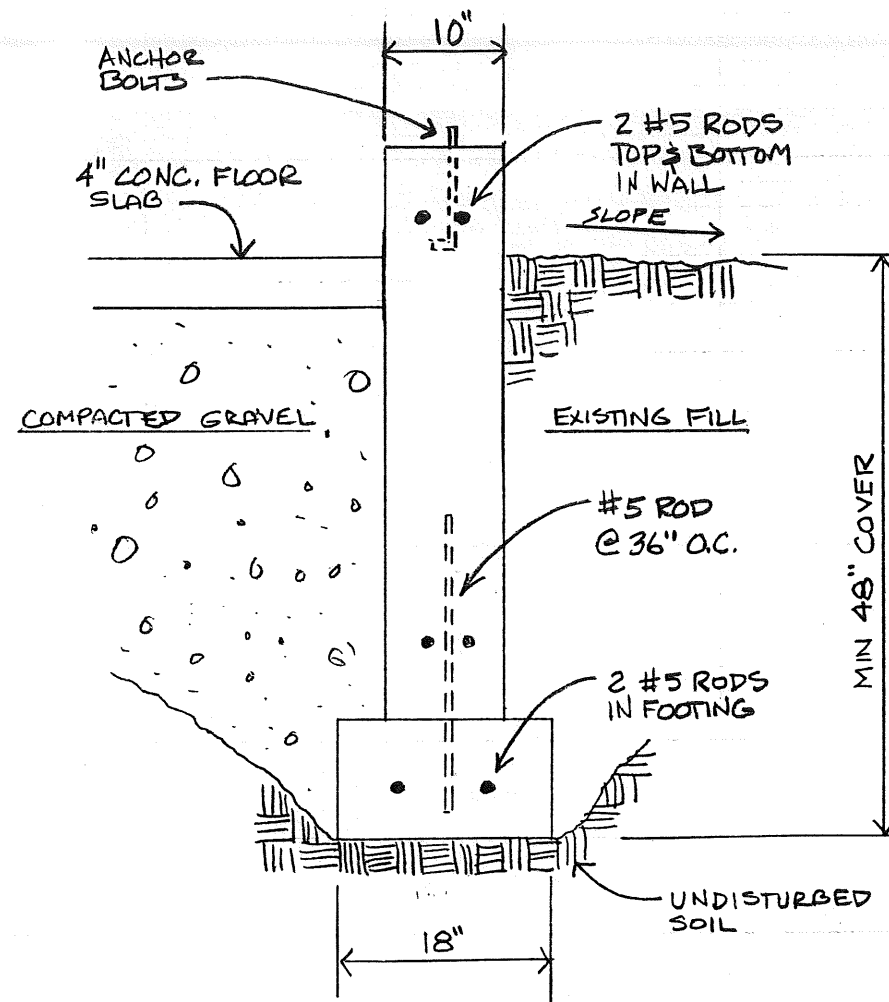 10"
ANCHOR
BOLTS
2 #5 RODS
TOP & BOTTOM
IN WALL
4" CONC. FLOOR
SLAB
SLOPE
COMPACTED GRAVEL
EXISTING FILL
#5 ROD
@ 36" O.C.
MIN 48" COVER
2 #5 RODS
IN FOOTING
UNDISTURBED
SOIL
18"